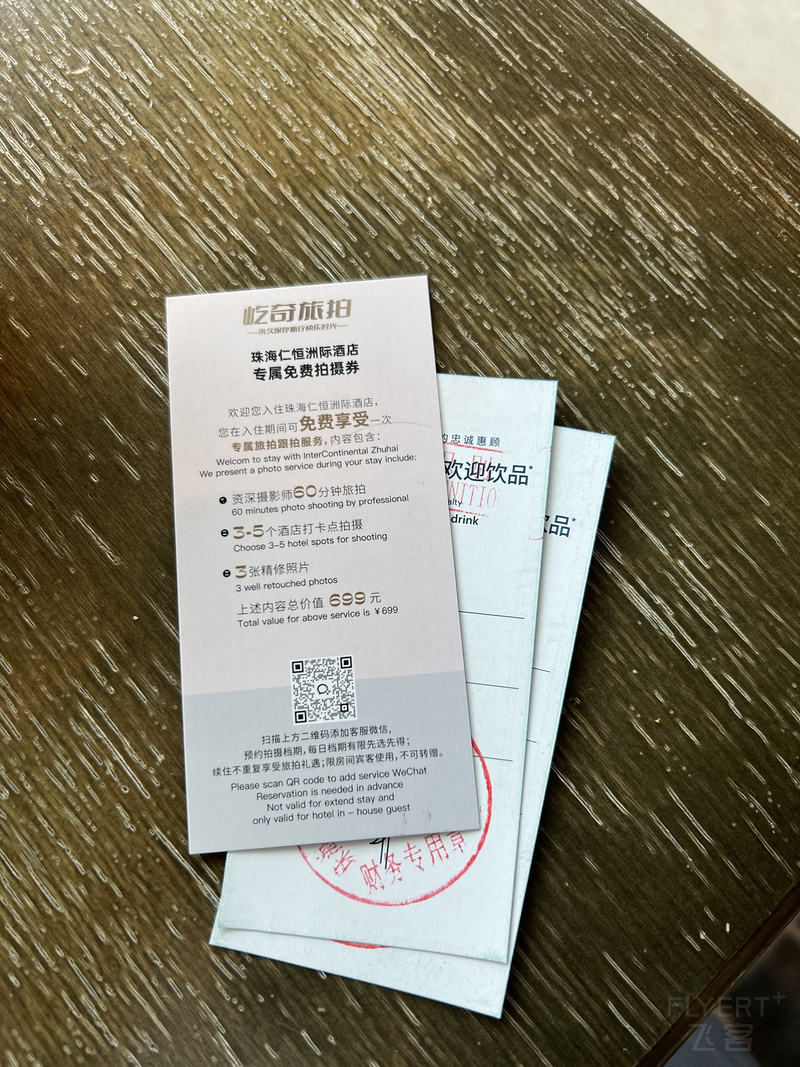 屹奇旅拍
永久保存旅行快乐时光
珠海仁恒洲际酒店
专属免费拍摄券
欢迎您入住珠海仁恒洲际酒店，
您在入住期间可免费享受一次
专属旅拍跟拍服务，内容包含：
Welcom to stay with InterContinental Zhuhai
We present a photo service during your stay include:
一 资深摄影师60分钟旅拍
60 minutes photo shooting by professional
二 3-5个酒店打卡点拍摄
Choose 3–5 hotel spots for shooting
三 3张精修照片
3 well retouched photos
上述内容总价值 699 元
Total value for above service is ￥699
扫描上方二维码添加客服微信，
预约拍摄档期，每日档期有限先选先得；
续住不重复享受旅拍礼遇；限房间宾客使用，不可转赠。
Please scan QR code to add service WeChat
Reservation is needed in advance
Not valid for extend stay and
only valid for hotel in – house guest
的忠诚惠顾
欢迎饮品*
NITIO
alty
drink
品*
珠海
财务专用章
FLYERT+
飞客